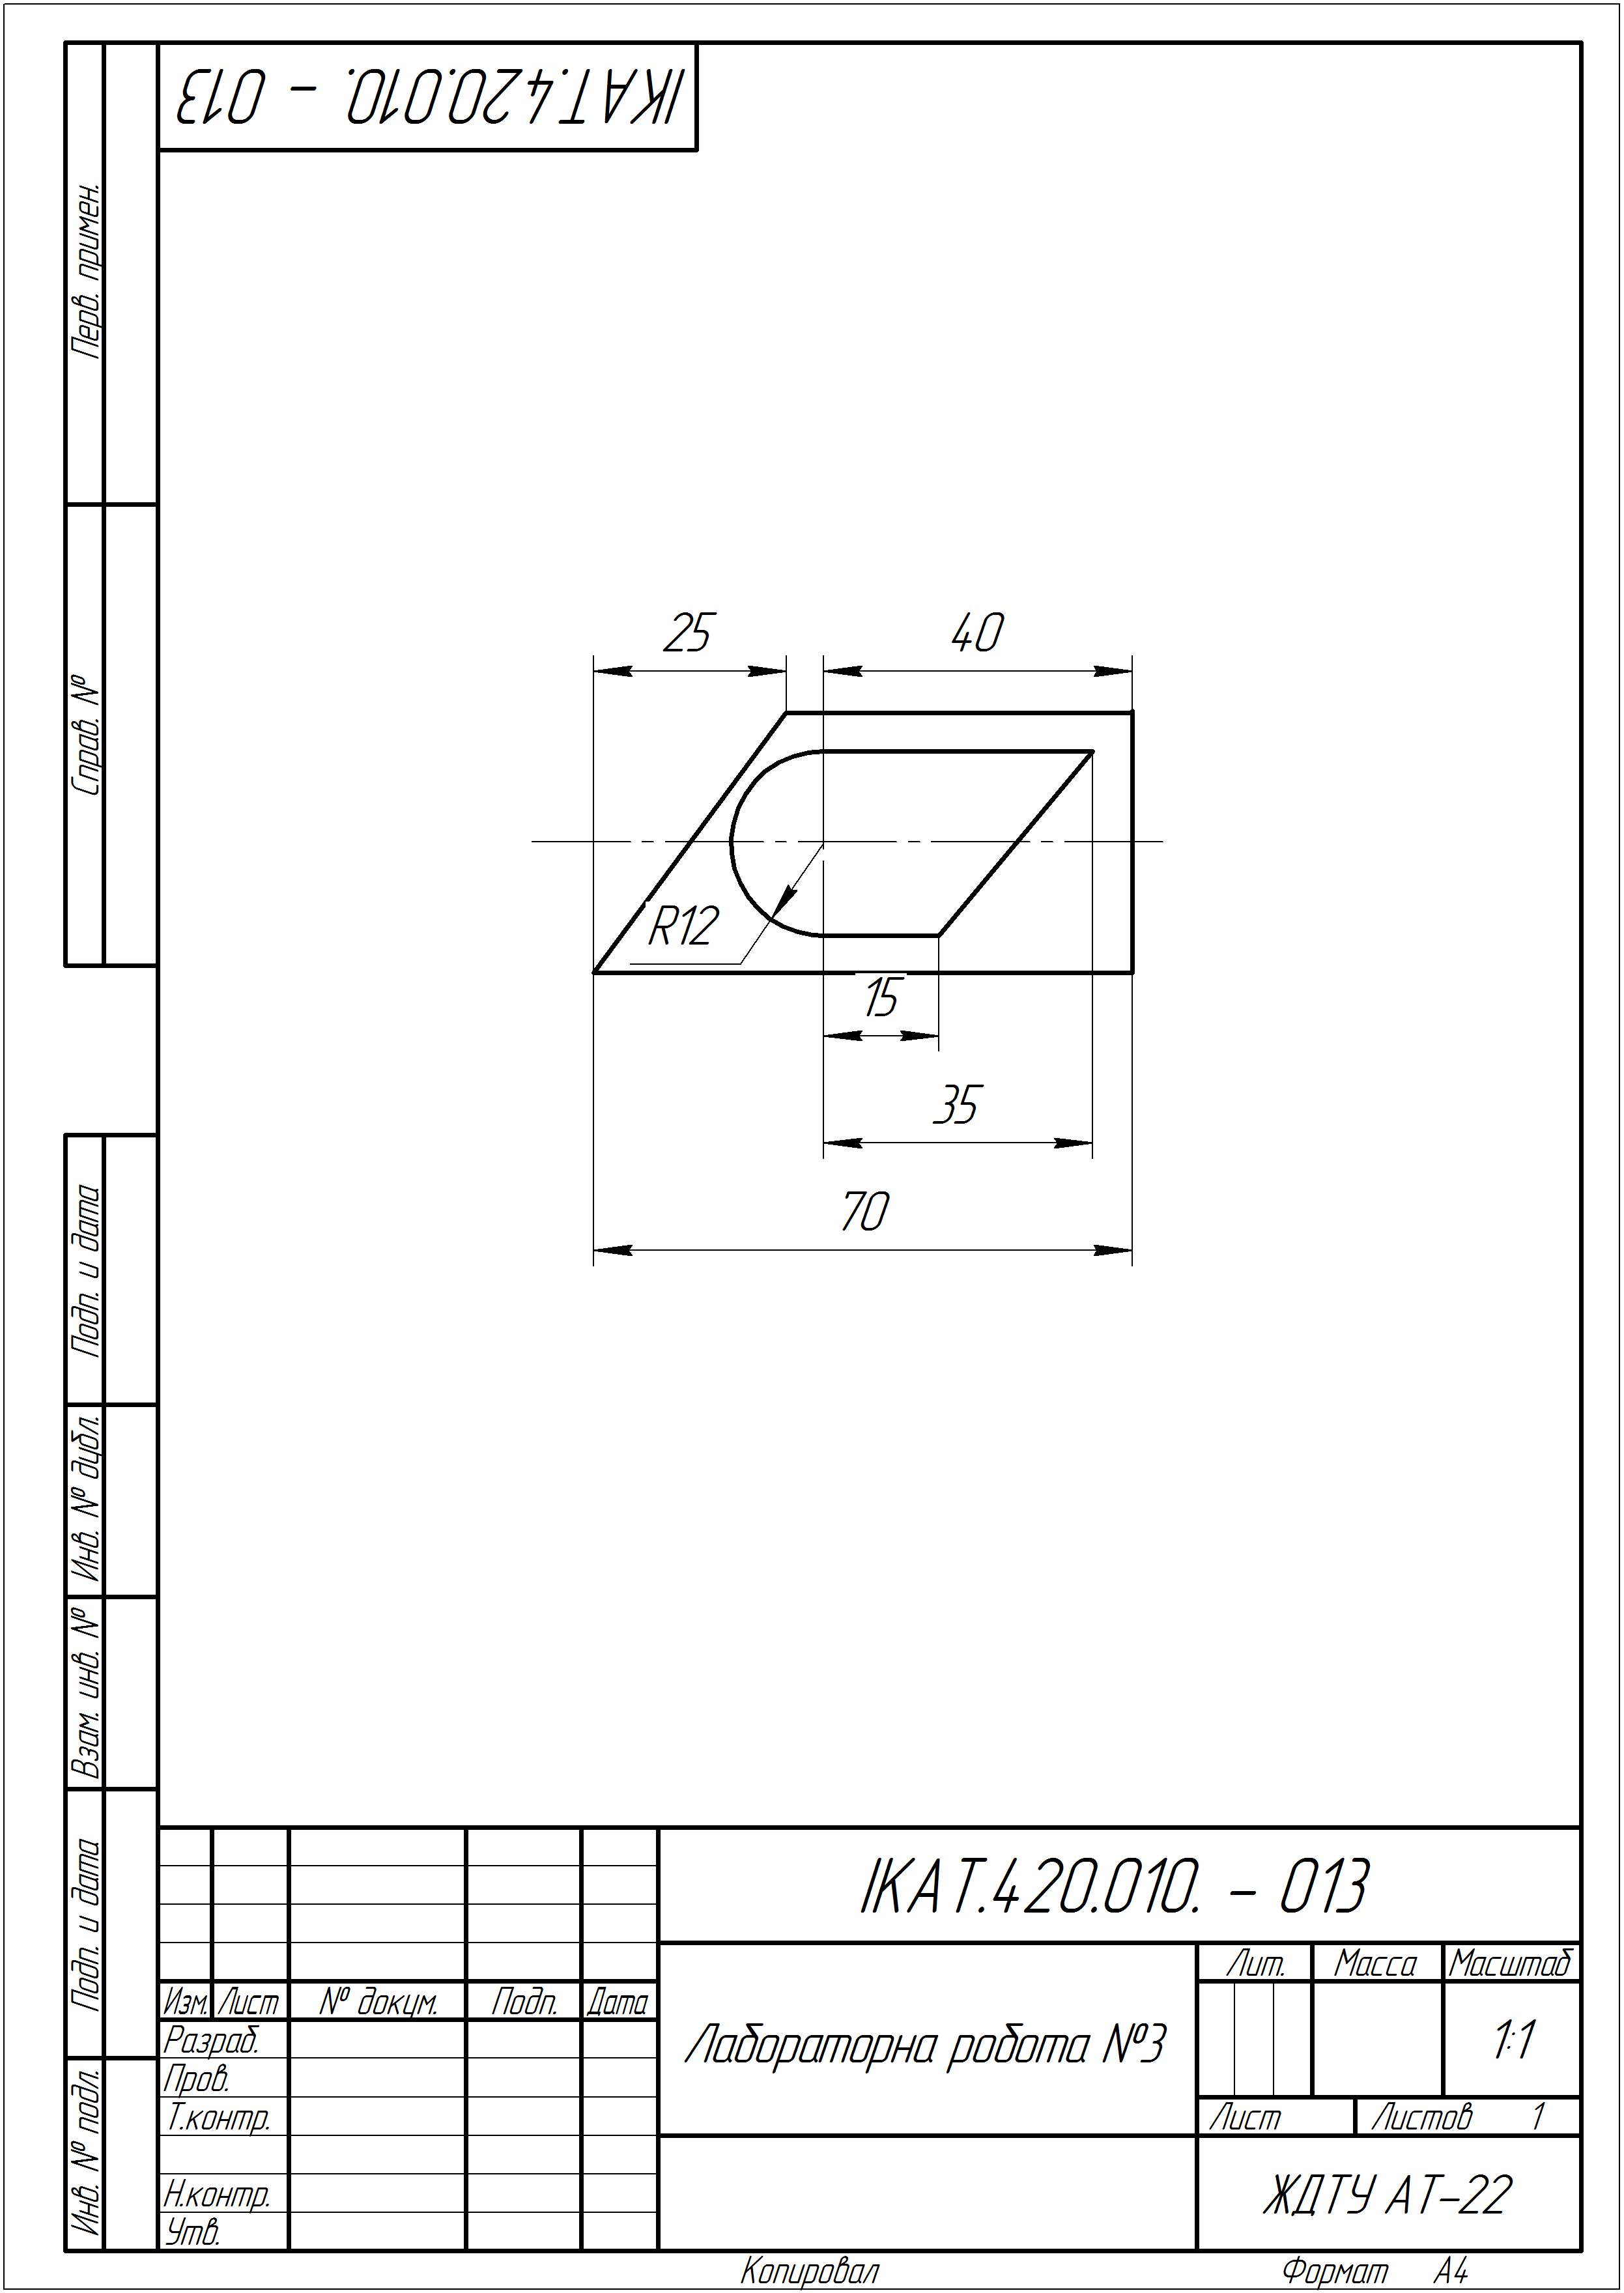 ІКАТ.420.010. – 013
Перв. примен.
Справ. №
25
40
R12
15
35
70
Подп. и дата
Инв. № дубл.
Взам. инв. №
Подп. и дата
Инв. № подл.
ІКАТ.420.010. – 013
Лит. Масса Масштаб
Изм. Лист № докум. Подп. Дата
Разраб.
Пров.
Т.контр.
Н.контр.
Утв.
Лабораторна робота №3
1:1
Лист Листов 1
ЖДТУ АТ-22
Копировал Формат А4